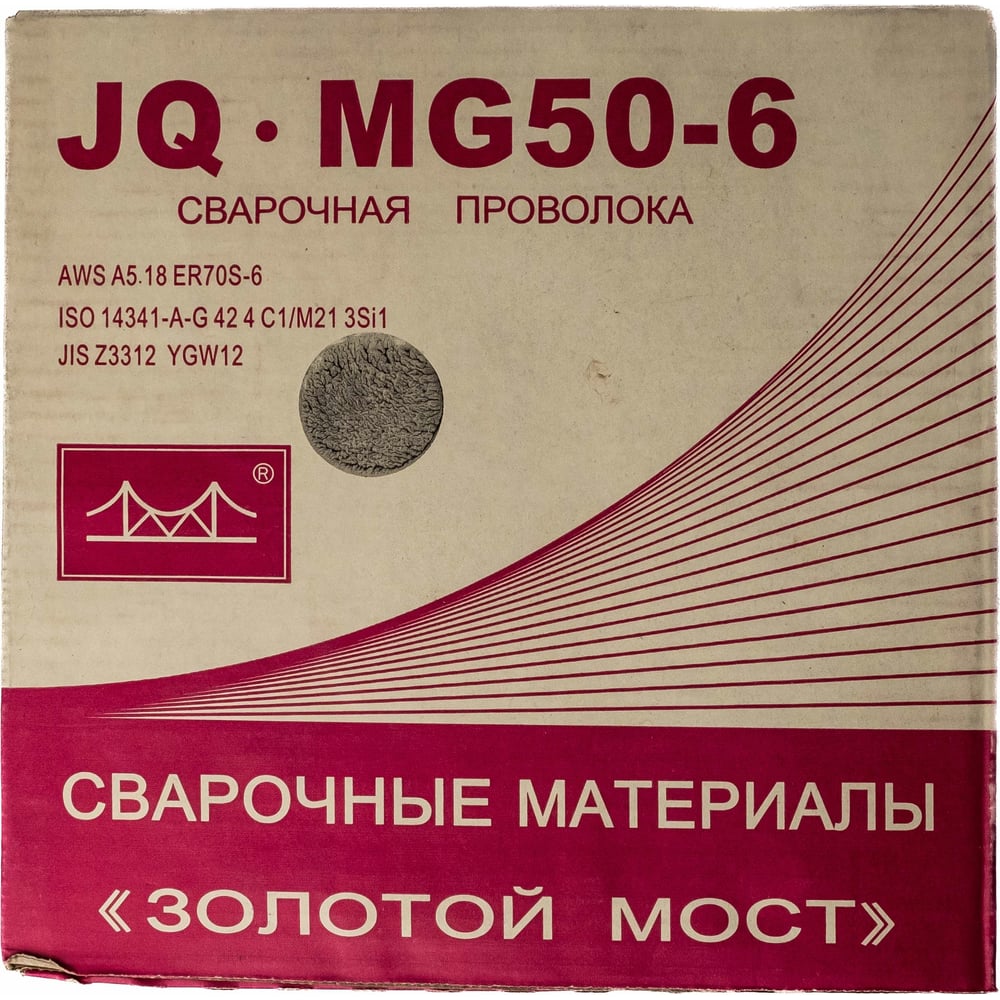 JQ · MG50-6
СВАРОЧНАЯ ПРОВОЛОКА
AWS A5.18 ER70S-6
ISO 14341-A-G 42 4 C1/M21 3Si1
JIS Z3312 YGW12
®
СВАРОЧНЫЕ МАТЕРИАЛЫ
«ЗОЛОТОЙ МОСТ»